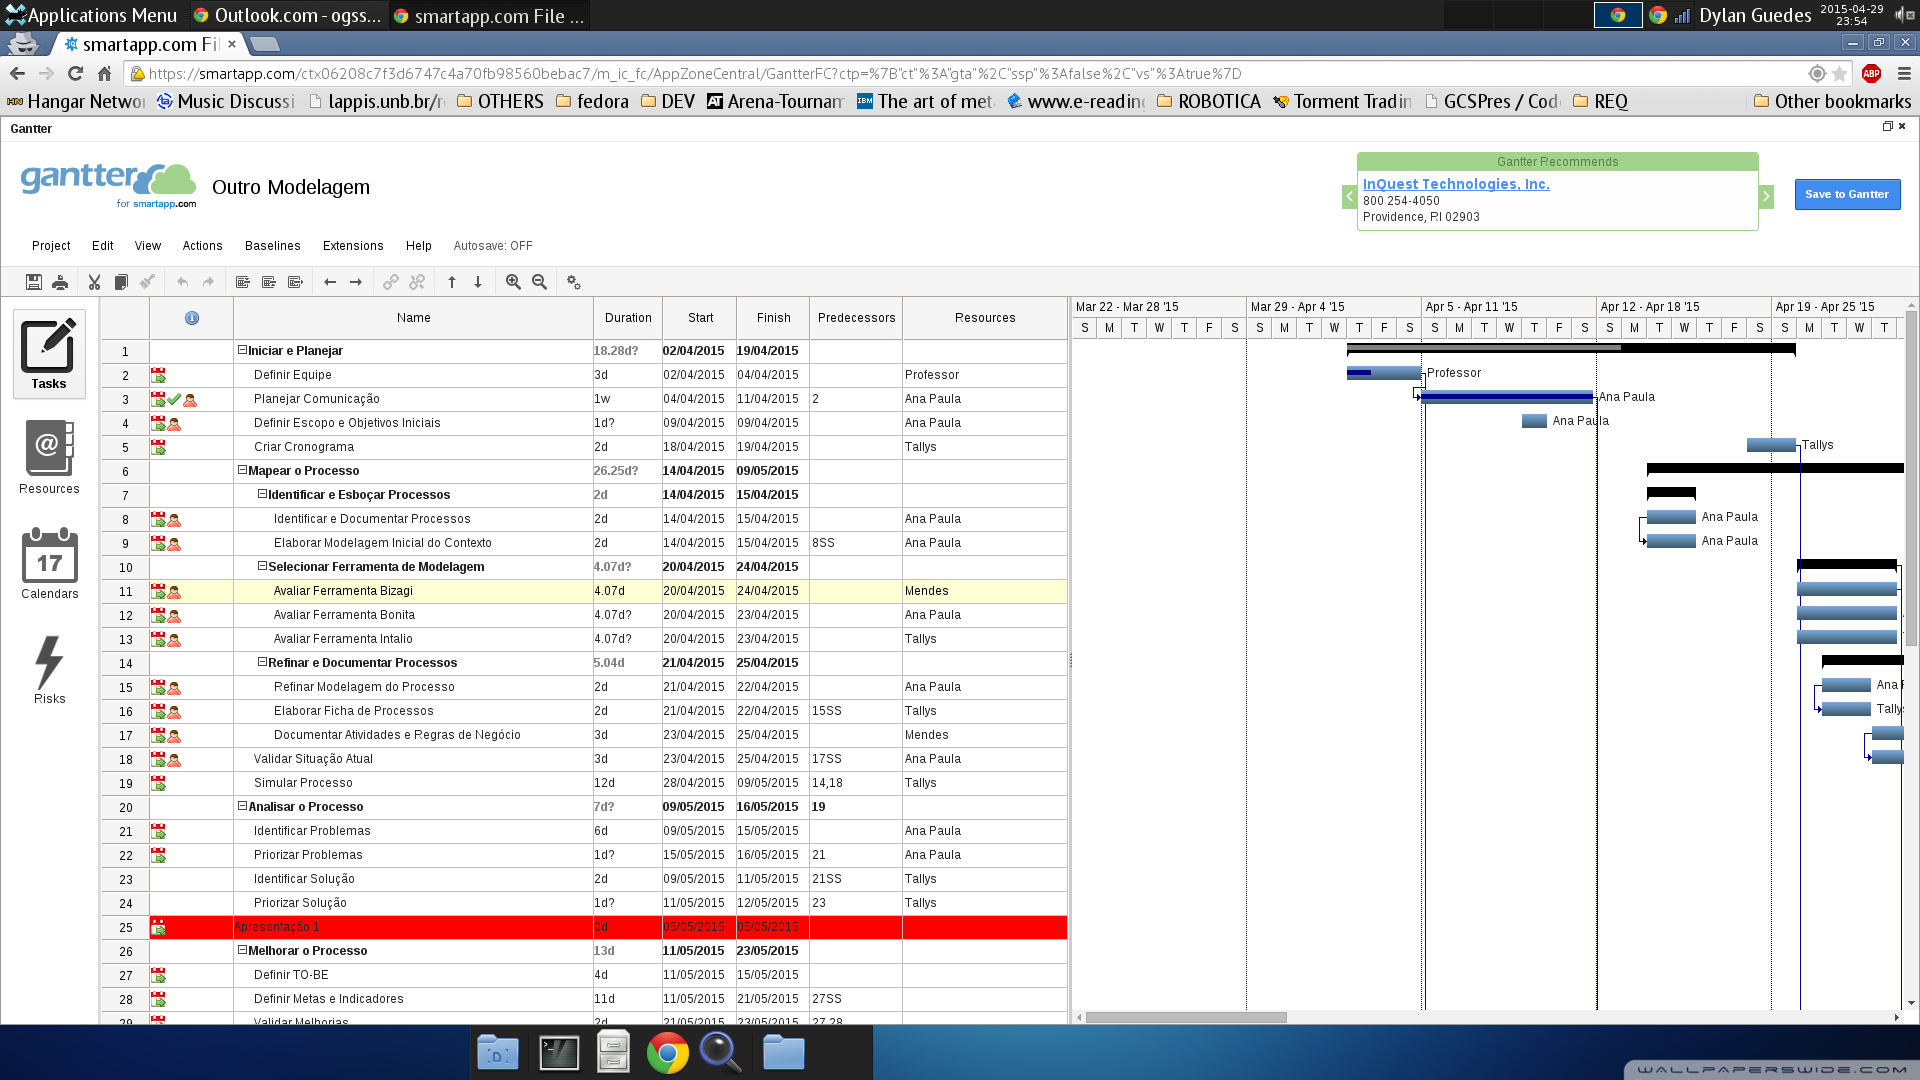 Applications Menu Outlook.com - ogss... smartapp.com File ... Dylan Guedes 2015-04-29 23:54
smartapp.com Fil
https://smartapp.com/ctx06208c7f3d6747c4a70fb98560bebac7/m_ic_fc/AppZoneCentral/GantterFC?ctp=%7B"ct"%3A"gta"%2C"ssp"%3Afalse%2C"vs"%3Atrue%7D ABP
HN Hangar Netwo Music Discussi lappis.unb.br/r OTHERS fedora DEV Arena-Tournam IBM The art of met www.e-reading ROBOTICA Torment Tradin GCSPres / Cod REQ Other bookmarks
Gantter
gantter for smartapp.com
Outro Modelagem
Gantter Recommends
InQuest Technologies, Inc.
800 254-4050
Providence, RI 02903
Save to Gantter
Project Edit View Actions Baselines Extensions Help Autosave: OFF
Tasks
@
Resources
17
Calendars
Risks
Name Duration Start Finish Predecessors Resources
1 Iniciar e Planejar 18.28d? 02/04/2015 19/04/2015
2 Definir Equipe 3d 02/04/2015 04/04/2015 Professor
3 Planejar Comunicação 1w 04/04/2015 11/04/2015 2 Ana Paula
4 Definir Escopo e Objetivos Iniciais 1d? 09/04/2015 09/04/2015 Ana Paula
5 Criar Cronograma 2d 18/04/2015 19/04/2015 Tallys
6 Mapear o Processo 26.25d? 14/04/2015 09/05/2015
7 Identificar e Esboçar Processos 2d 14/04/2015 15/04/2015
8 Identificar e Documentar Processos 2d 14/04/2015 15/04/2015 Ana Paula
9 Elaborar Modelagem Inicial do Contexto 2d 14/04/2015 15/04/2015 8SS Ana Paula
10 Selecionar Ferramenta de Modelagem 4.07d? 20/04/2015 24/04/2015
11 Avaliar Ferramenta Bizagi 4.07d 20/04/2015 24/04/2015 Mendes
12 Avaliar Ferramenta Bonita 4.07d? 20/04/2015 23/04/2015 Ana Paula
13 Avaliar Ferramenta Intalio 4.07d? 20/04/2015 23/04/2015 Tallys
14 Refinar e Documentar Processos 5.04d 21/04/2015 25/04/2015
15 Refinar Modelagem do Processo 2d 21/04/2015 22/04/2015 Ana Paula
16 Elaborar Ficha de Processos 2d 21/04/2015 22/04/2015 15SS Tallys
17 Documentar Atividades e Regras de Negócio 3d 23/04/2015 25/04/2015 Mendes
18 Validar Situação Atual 3d 23/04/2015 25/04/2015 17SS Ana Paula
19 Simular Processo 12d 28/04/2015 09/05/2015 14,18 Tallys
20 Analisar o Processo 7d? 09/05/2015 16/05/2015 19
21 Identificar Problemas 6d 09/05/2015 15/05/2015 Ana Paula
22 Priorizar Problemas 1d? 15/05/2015 16/05/2015 21 Ana Paula
23 Identificar Solução 2d 09/05/2015 11/05/2015 21SS Tallys
24 Priorizar Solução 1d? 11/05/2015 12/05/2015 23 Tallys
25 Apresentação 1 0d 05/05/2015 05/05/2015
26 Melhorar o Processo 13d 11/05/2015 23/05/2015
27 Definir TO-BE 4d 11/05/2015 15/05/2015
28 Definir Metas e Indicadores 11d 11/05/2015 21/05/2015 27SS
29 Validar Melhorias 2d 21/05/2015 23/05/2015 27,28
Mar 22 - Mar 28 '15 Mar 29 - Apr 4 '15 Apr 5 - Apr 11 '15 Apr 12 - Apr 18 '15 Apr 19 - Apr 25 '15
S M T W T F S S M T W T F S S M T W T F S S M T W T F S S M T W T
Professor
Ana Paula
Ana Paula
Tallys
Ana Paula
Ana Paula
Ana P
Tallys
WALLPAPERSWIDE.COM